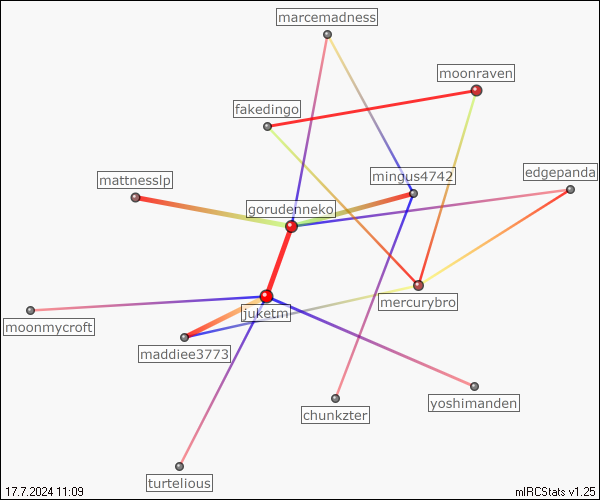 marcemadness
moonraven
fakedingo
edgepanda
mingus4742
mattnesslp
gorudenneko
mercurybro
juketm
moonmycroft
maddiee3773
yoshimanden
chunkzter
turtelious
17.7.2024 11:09
mIRCStats v1.25